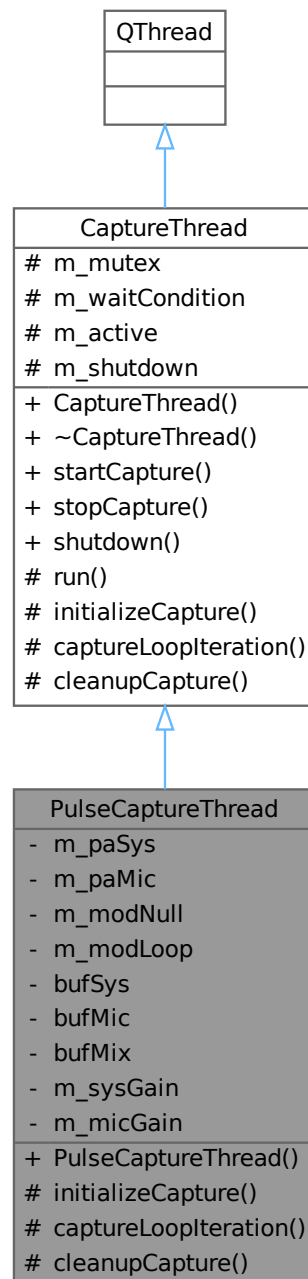 QThread
CaptureThread
# m_mutex
# m_waitCondition
# m_active
# m_shutdown
+ CaptureThread()
+ ~CaptureThread()
+ startCapture()
+ stopCapture()
+ shutdown()
# run()
# initializeCapture()
# captureLoopIteration()
# cleanupCapture()
PulseCaptureThread
- m_paSys
- m_paMic
- m_modNull
- m_modLoop
- bufSys
- bufMic
- bufMix
- m_sysGain
- m_micGain
+ PulseCaptureThread()
# initializeCapture()
# captureLoopIteration()
# cleanupCapture()